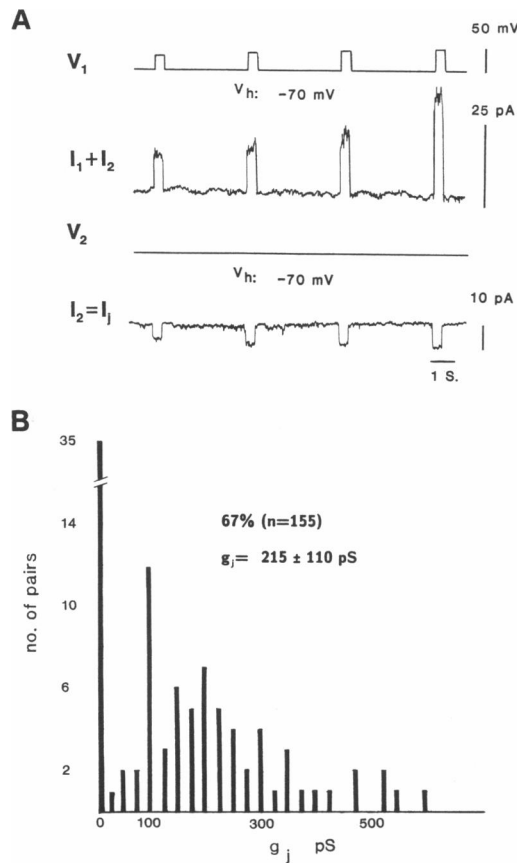 A
50 mV
V1
Vh: -70 mV
25 pA
I1+I2
V2
Vh: -70 mV
10 pA
I2=Ij
1 S.
B
35
14
10
6
2
no. of pairs
67% (n=155)
gj= 215 ± 110 pS
0 100 300 500
gj pS